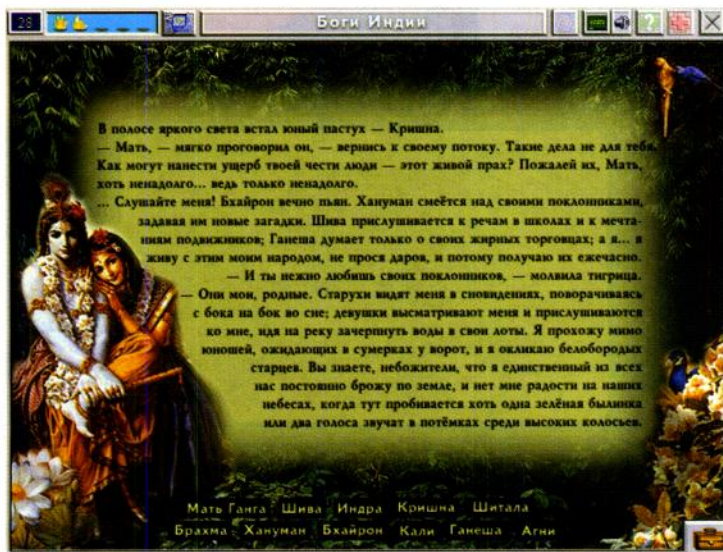 28
Боги Индии
В полосе яркого света встал юный пастух — Кришна.
— Мать, — мягко проговорил он, — вернись к своему потоку. Такие дела не для тебя.
Как могут нанести ущерб твоей чести люди — этот живой прах? Пожалей их, Мать,
хоть ненадолго... ведь только ненадолго.
... Слушайте меня! Бхайрон вечно пьян. Хануман смеётся над своими поклонниками,
задавая им новые загадки. Шива прислушивается к речам в школах и к мечта-
ниям подвижников; Ганеша думает только о своих жирных торговцах; а я... я
живу с этим моим народом, не прося даров, и потому получаю их ежечасно.
— И ты нежно любишь своих поклонников, — молвила тигрица.
— Они мои, родные. Старухи видят меня в сновидениях, поворачиваясь
с бока на бок во сне; девушки высматривают меня и прислушиваются
ко мне, идя на реку зачерпнуть воды в свои лоты. Я прохожу мимо
юношей, ожидающих в сумерках у ворот, и я окликаю белобородых
старцев. Вы знаете, небожители, что я единственный из всех
нас постоянно брожу по земле, и нет мне радости на наших
небесах, когда тут пробивается хоть одна зелёная былинка
или два голоса звучат в потёмках среди высоких колосьев.
Мать Ганга Шива Индра Кришна Шитала
Брахма Хануман Бхайрон Кали Ганеша Агни